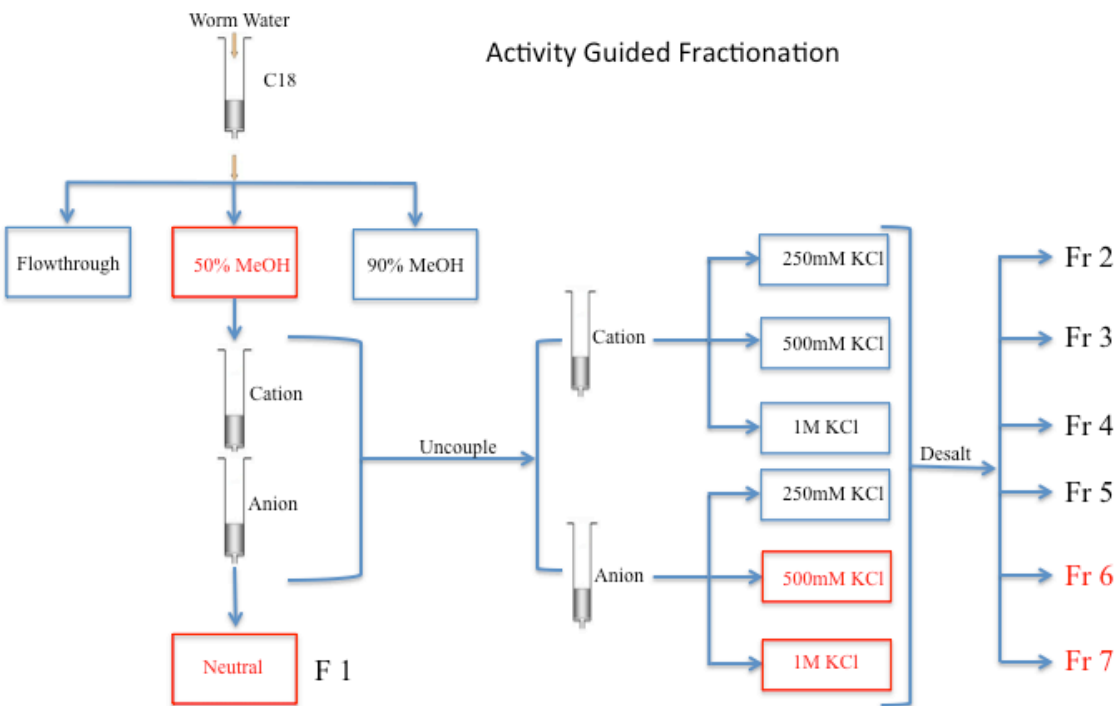 Worm Water
Activity Guided Fractionation
C18
Flowthrough
50% MeOH
90% MeOH
Cation
Anion
Neutral
F 1
Uncouple
Cation
250mM KCl
500mM KCl
1M KCl
Anion
250mM KCl
500mM KCl
1M KCl
Desalt
Fr 2
Fr 3
Fr 4
Fr 5
Fr 6
Fr 7